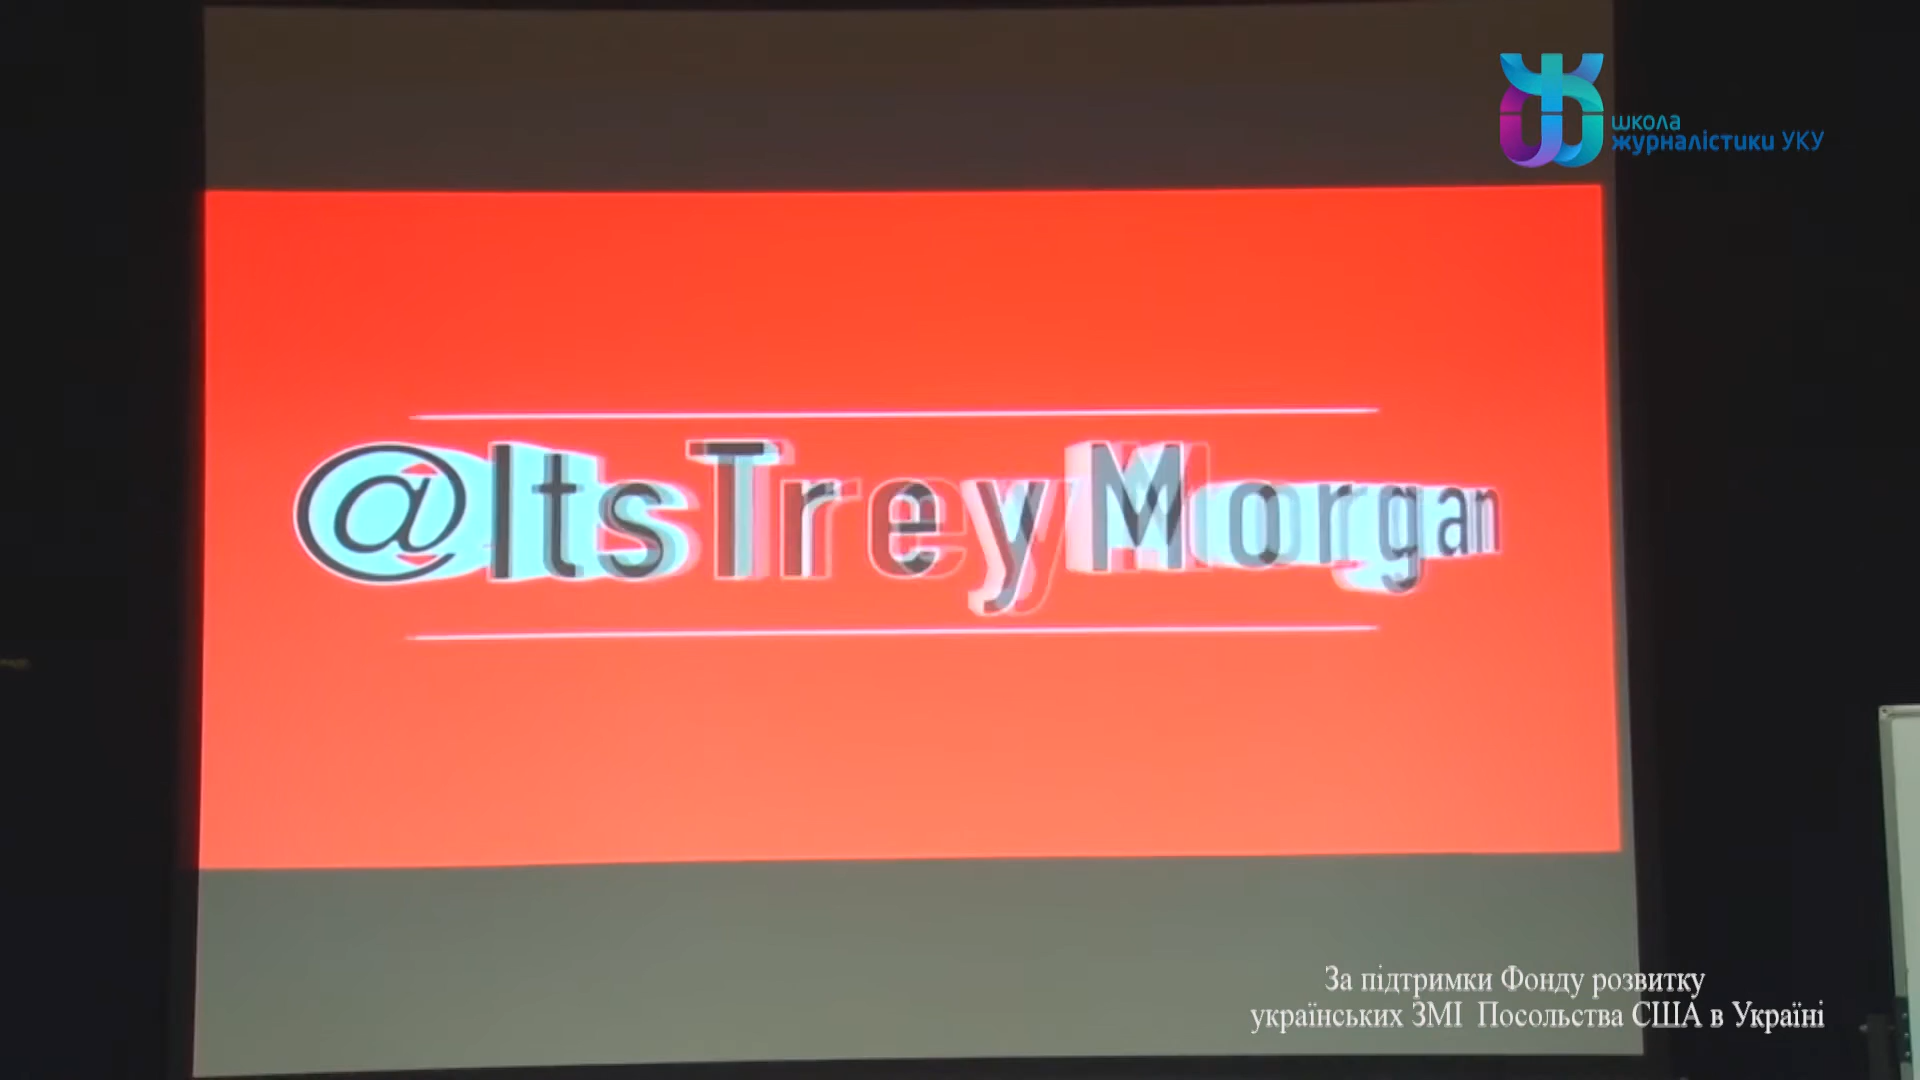 школа
журналістики УКУ
@ItsTreyMorgan
За підтримки Фонду розвитку
українських ЗМІ Посольства США в Україні